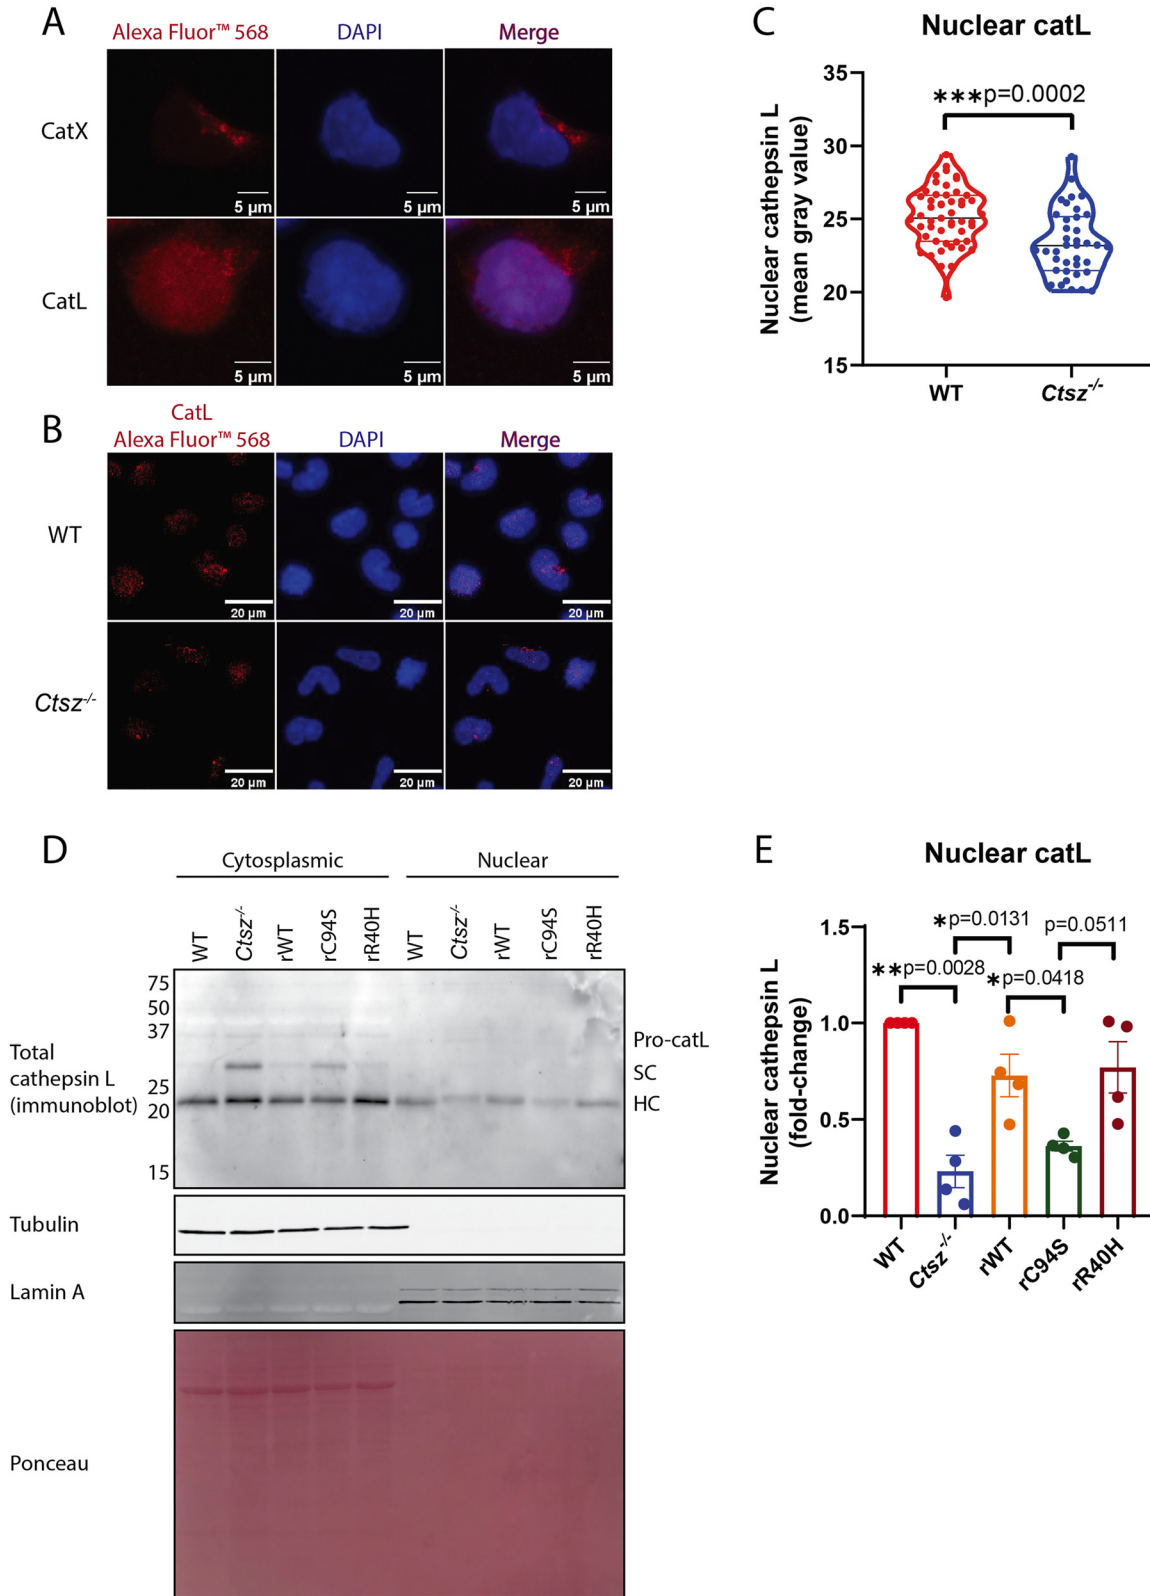 A
Alexa Fluor™ 568 DAPI Merge
CatX
5 µm 5 µm 5 µm
CatL
5 µm 5 µm 5 µm
B
CatL
Alexa Fluor™ 568 DAPI Merge
WT
20 µm 20 µm 20 µm
Ctsz-/-
20 µm 20 µm 20 µm
C
Nuclear catL
Nuclear cathepsin L
(mean gray value)
35
30
25
20
15
***p=0.0002
WT Ctsz-/-
D
Cytosplasmic Nuclear
WT Ctsz-/- rWT rC94S rR40H WT Ctsz-/- rWT rC94S rR40H
Total
cathepsin L
(immunoblot)
75
50
37
25
20
15
Pro-catL
SC
HC
Tubulin
Lamin A
Ponceau
E
Nuclear catL
Nuclear cathepsin L
(fold-change)
1.5
1.0
0.5
0.0
*p=0.0131 p=0.0511
**p=0.0028 *p=0.0418
WT Ctsz-/- rWT rC94S rR40H